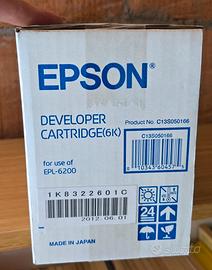 EPSON
DEVELOPER
CARTRIDGE(6K)
Product No. C13S050166
C13S050166
for use of
EPL-6200
1K8322601C
2012.06.01
24
MADE IN JAPAN